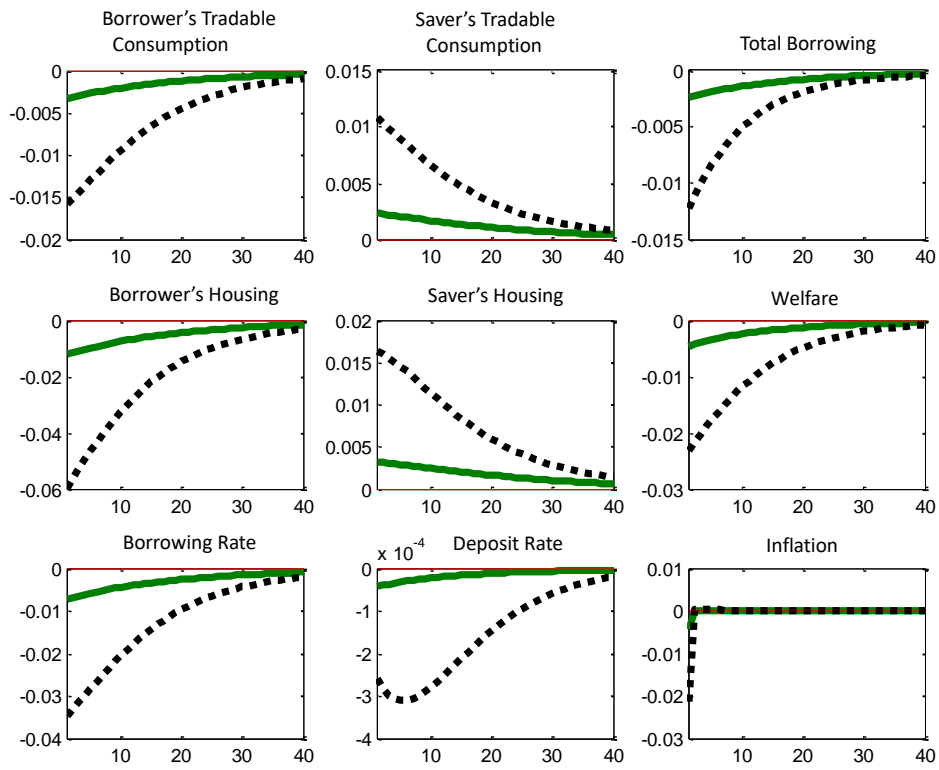 Borrower’s Tradable
Consumption
Saver’s Tradable
Consumption
Total Borrowing
0
-0.005
-0.01
-0.015
-0.02
10 20 30 40
0.015
0.01
0.005
0
10 20 30 40
0
-0.005
-0.01
-0.015
10 20 30 40
Borrower’s Housing
Saver’s Housing
Welfare
0
-0.02
-0.04
-0.06
10 20 30 40
0.02
0.015
0.01
0.005
0
10 20 30 40
0
-0.01
-0.02
-0.03
10 20 30 40
Borrowing Rate
Deposit Rate
Inflation
0
-0.01
-0.02
-0.03
-0.04
10 20 30 40
x 10⁻⁴
0
-1
-2
-3
-4
10 20 30 40
0.01
0
-0.01
-0.02
-0.03
10 20 30 40